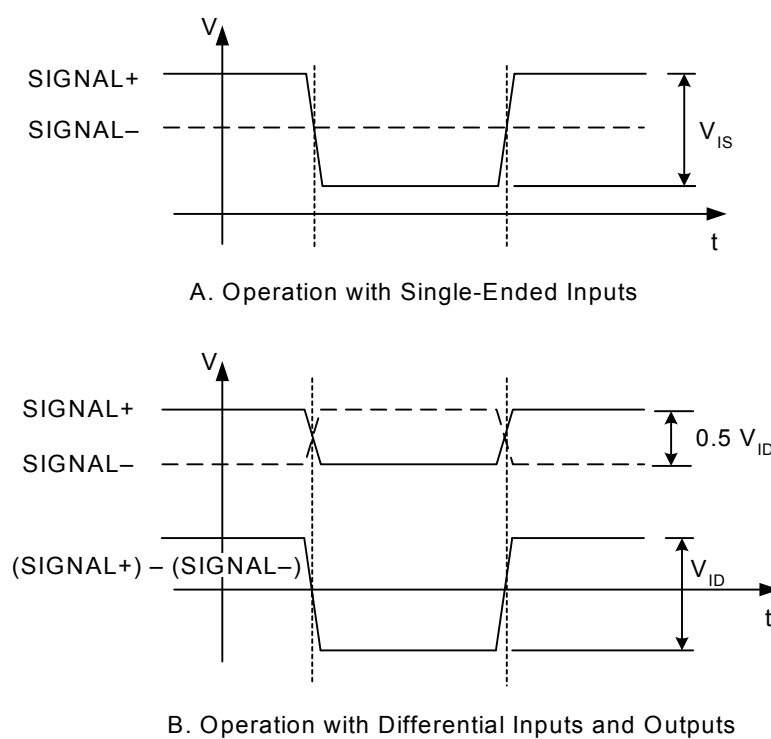 V
SIGNAL+
SIGNAL–
V_IS
t
A. Operation with Single-Ended Inputs
V
SIGNAL+
SIGNAL–
0.5 V_ID
(SIGNAL+) – (SIGNAL–)
V_ID
t
B. Operation with Differential Inputs and Outputs